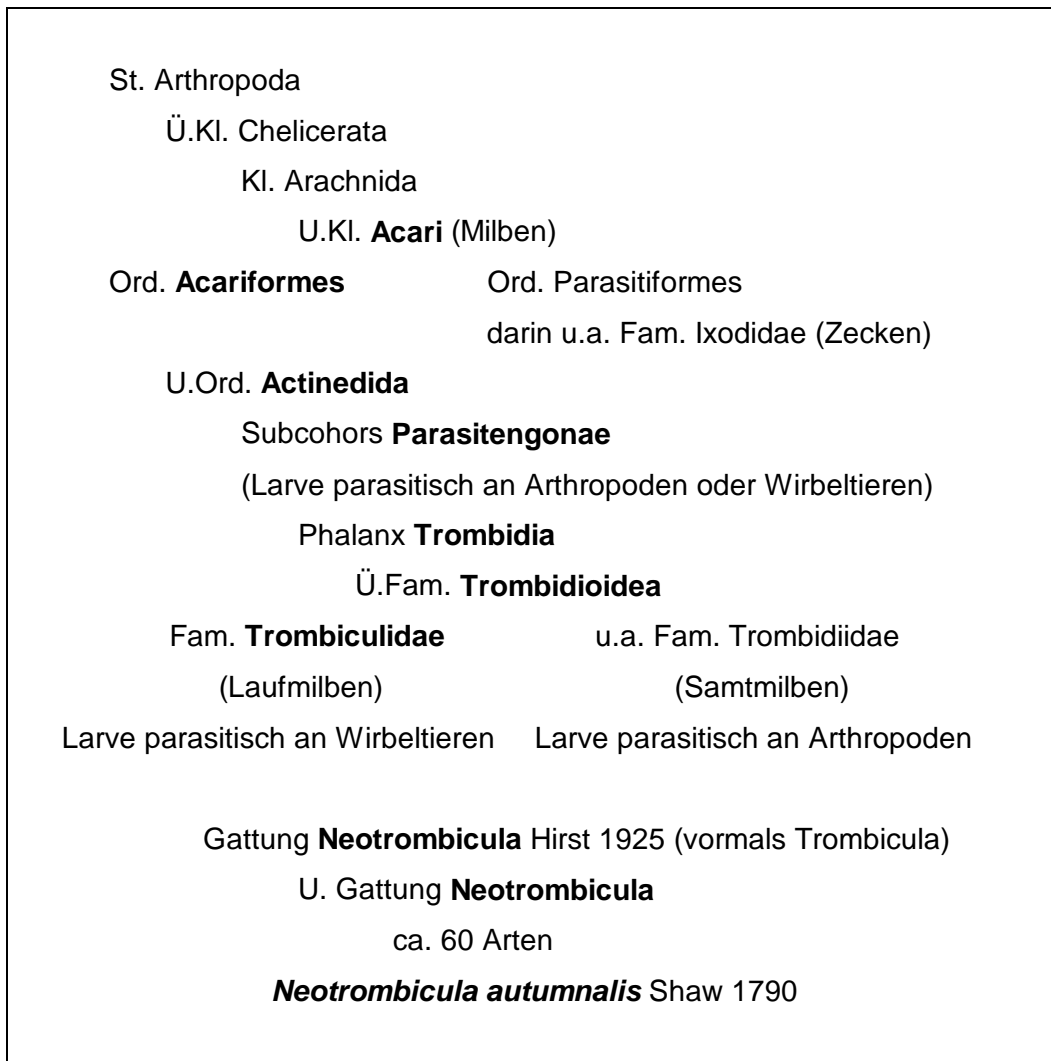 St. Arthropoda
Ü.Kl. Chelicerata
Kl. Arachnida
U.Kl. Acari (Milben)
Ord. Acariformes Ord. Parasitiformes
darin u.a. Fam. Ixodidae (Zecken)
U.Ord. Actinedida
Subcohors Parasitengonae
(Larve parasitisch an Arthropoden oder Wirbeltieren)
Phalanx Trombidia
Ü.Fam. Trombidioidea
Fam. Trombiculidae u.a. Fam. Trombidiidae
(Laufmilben) (Samtmilben)
Larve parasitisch an Wirbeltieren Larve parasitisch an Arthropoden
Gattung Neotrombicula Hirst 1925 (vormals Trombicula)
U. Gattung Neotrombicula
ca. 60 Arten
Neotrombicula autumnalis Shaw 1790